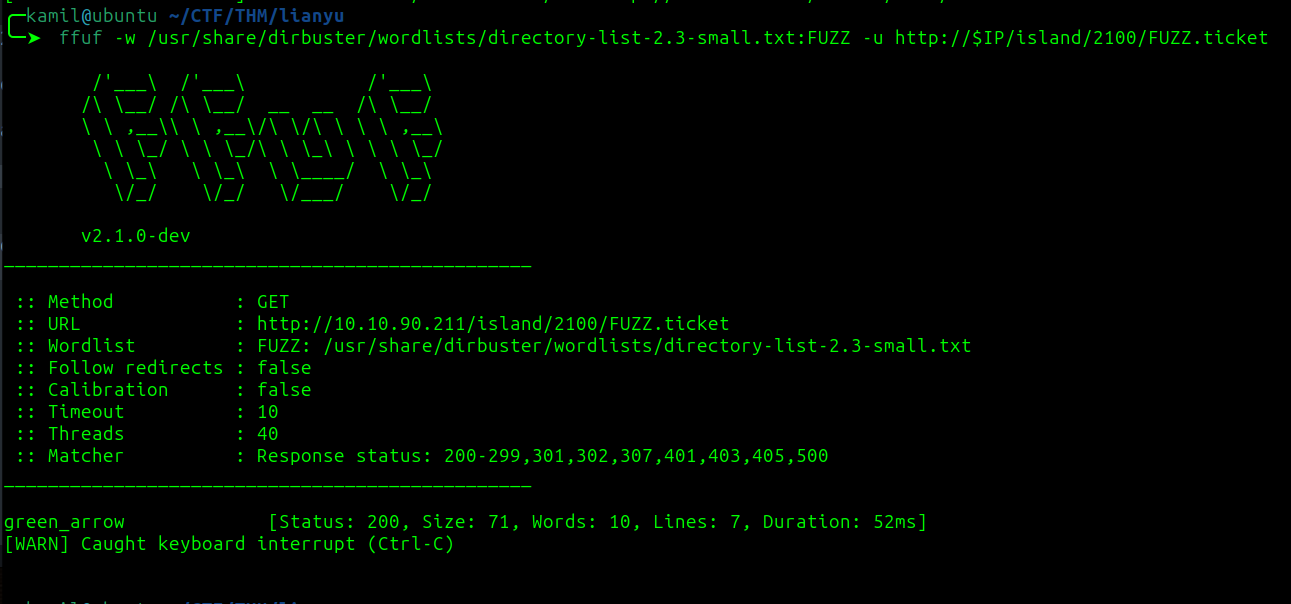 kamil@ubuntu ~/CTF/THM/lianyu
➤ ffuf -w /usr/share/dirbuster/wordlists/directory-list-2.3-small.txt:FUZZ -u http://$IP/island/2100/FUZZ.ticket
        /'___\  /'___\           /'___\
       /\ \__/ /\ \__/  __  __  /\ \__/
       \ \ ,__\\ \ ,__\/\ \/\ \ \ \ ,__\
        \ \ \_/ \ \ \_/\ \ \_\ \ \ \ \_/
         \ \_\   \ \_\  \ \____/  \ \_\
          \/_/    \/_/   \/___/    \/_/
v2.1.0-dev
________________________________________________
:: Method           : GET
:: URL              : http://10.10.90.211/island/2100/FUZZ.ticket
:: Wordlist         : FUZZ: /usr/share/dirbuster/wordlists/directory-list-2.3-small.txt
:: Follow redirects : false
:: Calibration      : false
:: Timeout          : 10
:: Threads          : 40
:: Matcher          : Response status: 200-299,301,302,307,401,403,405,500
________________________________________________
green_arrow             [Status: 200, Size: 71, Words: 10, Lines: 7, Duration: 52ms]
[WARN] Caught keyboard interrupt (Ctrl-C)